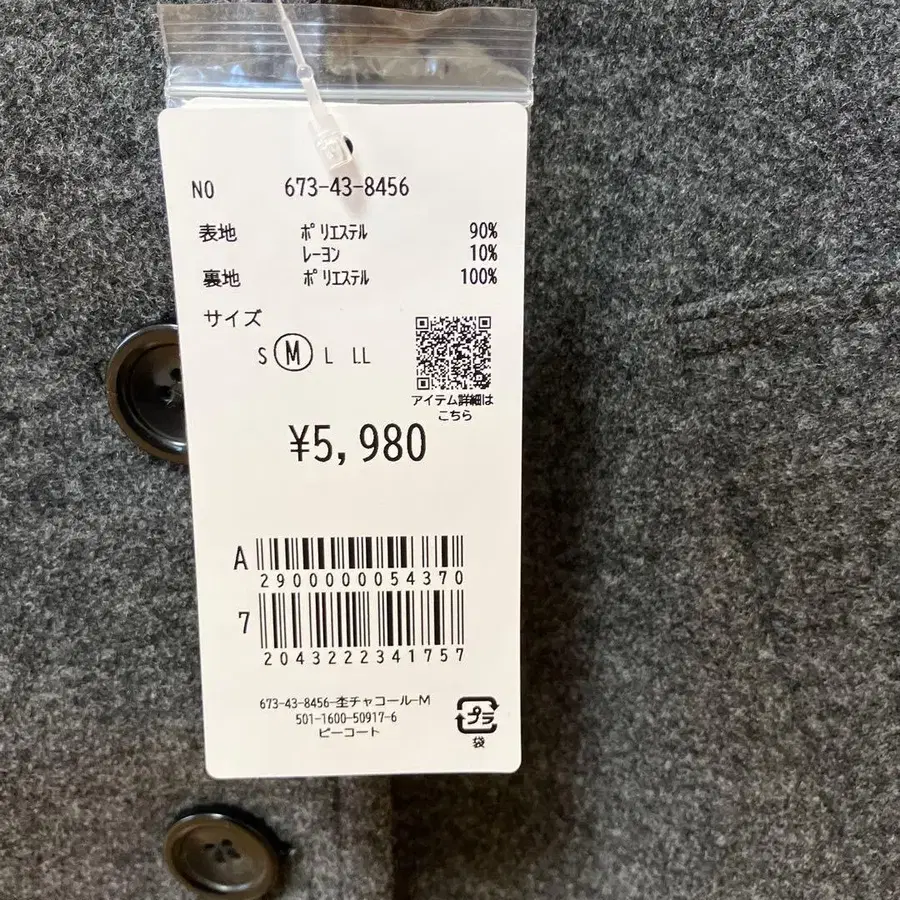 NO 673-43-8456
表地 ポリエステル 90%
レーヨン 10%
裏地 ポリエステル 100%
サイズ
S M L LL
アイテム詳細は
こちら
¥5,980
A
2900000054370
7
2043222341757
673-43-8456-杢チャコール-M
501-1600-50917-6
ピーコート
プラ
袋